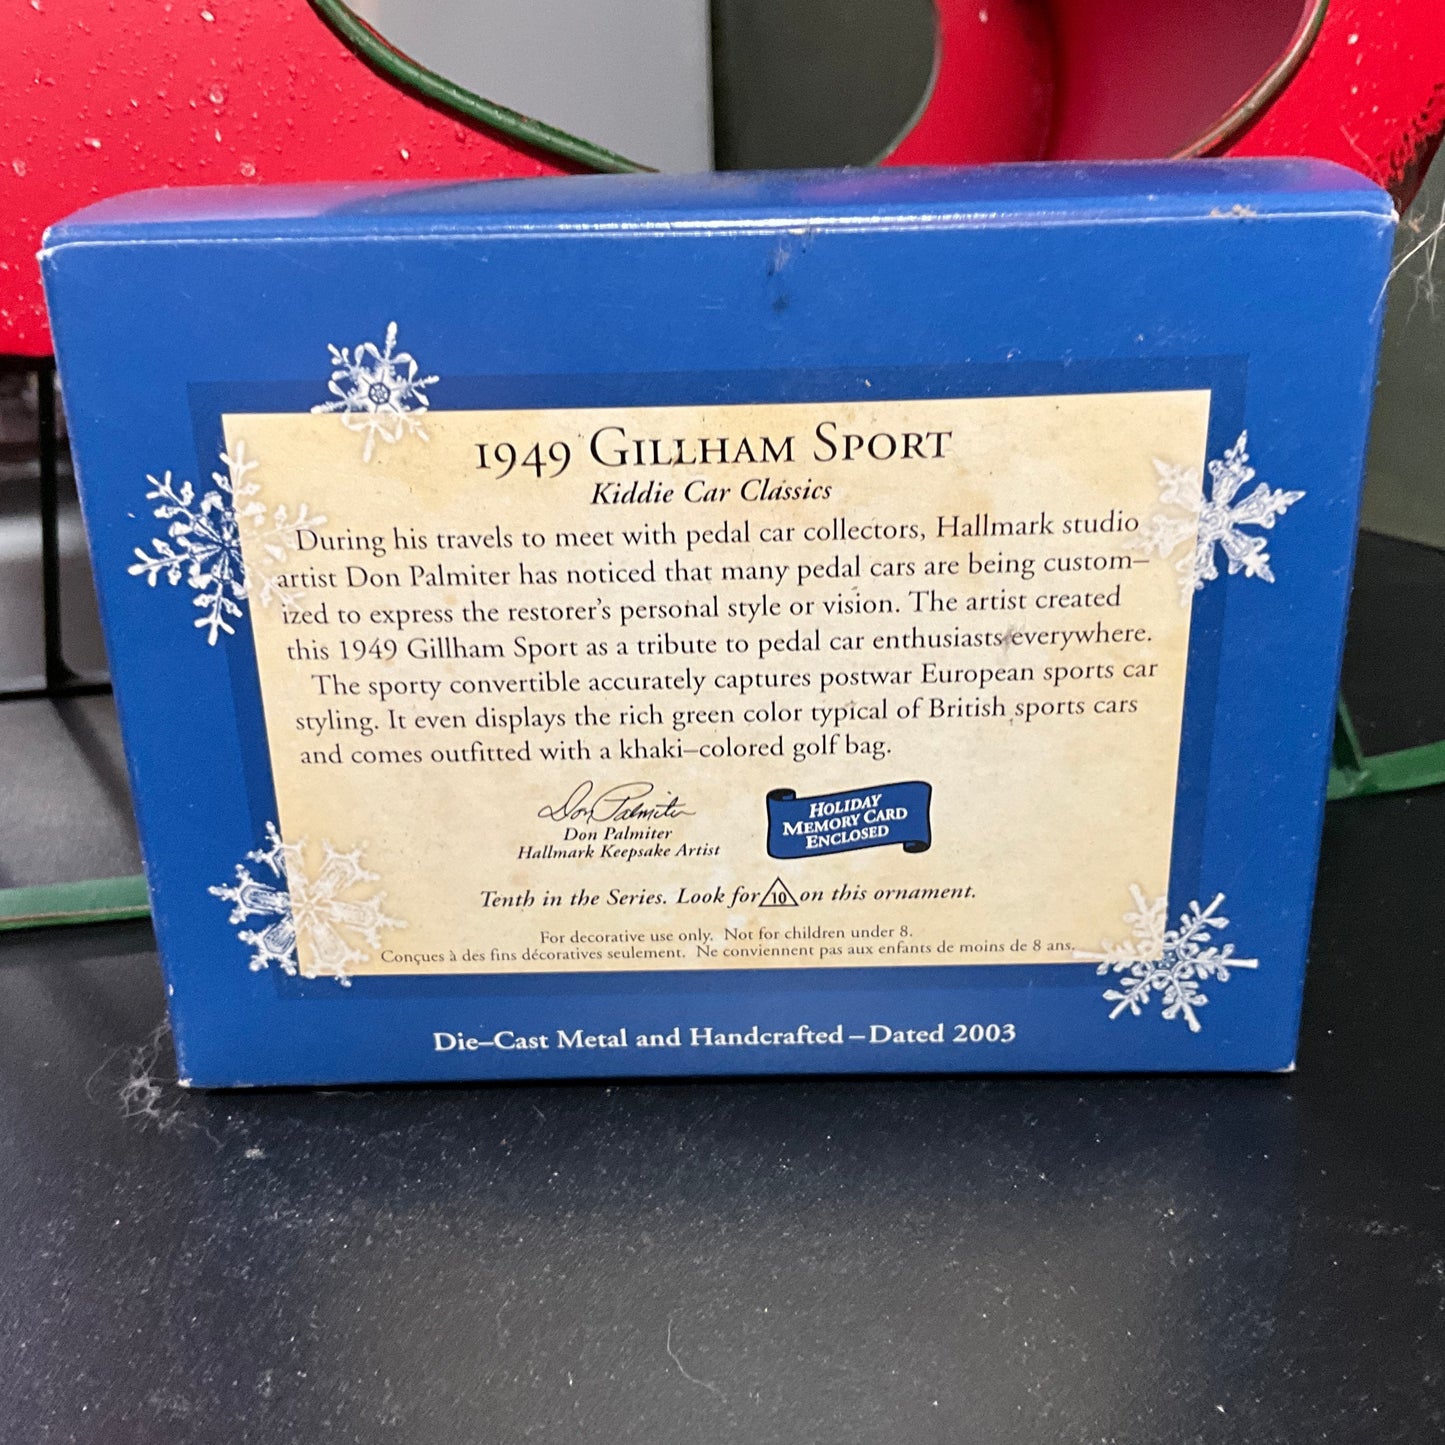 1949 GILLHAM SPORT
Kiddie Car Classics
During his travels to meet with pedal car collectors, Hallmark studio
artist Don Palmiter has noticed that many pedal cars are being custom–
ized to express the restorer's personal style or vision. The artist created
this 1949 Gillham Sport as a tribute to pedal car enthusiasts everywhere.
The sporty convertible accurately captures postwar European sports car
styling. It even displays the rich green color typical of British sports cars
and comes outfitted with a khaki–colored golf bag.
Don Palmiter
Don Palmiter
Hallmark Keepsake Artist
HOLIDAY
MEMORY CARD
ENCLOSED
Tenth in the Series. Look for 10 on this ornament.
For decorative use only. Not for children under 8.
Conçues à des fins décoratives seulement. Ne conviennent pas aux enfants de moins de 8 ans.
Die–Cast Metal and Handcrafted – Dated 2003